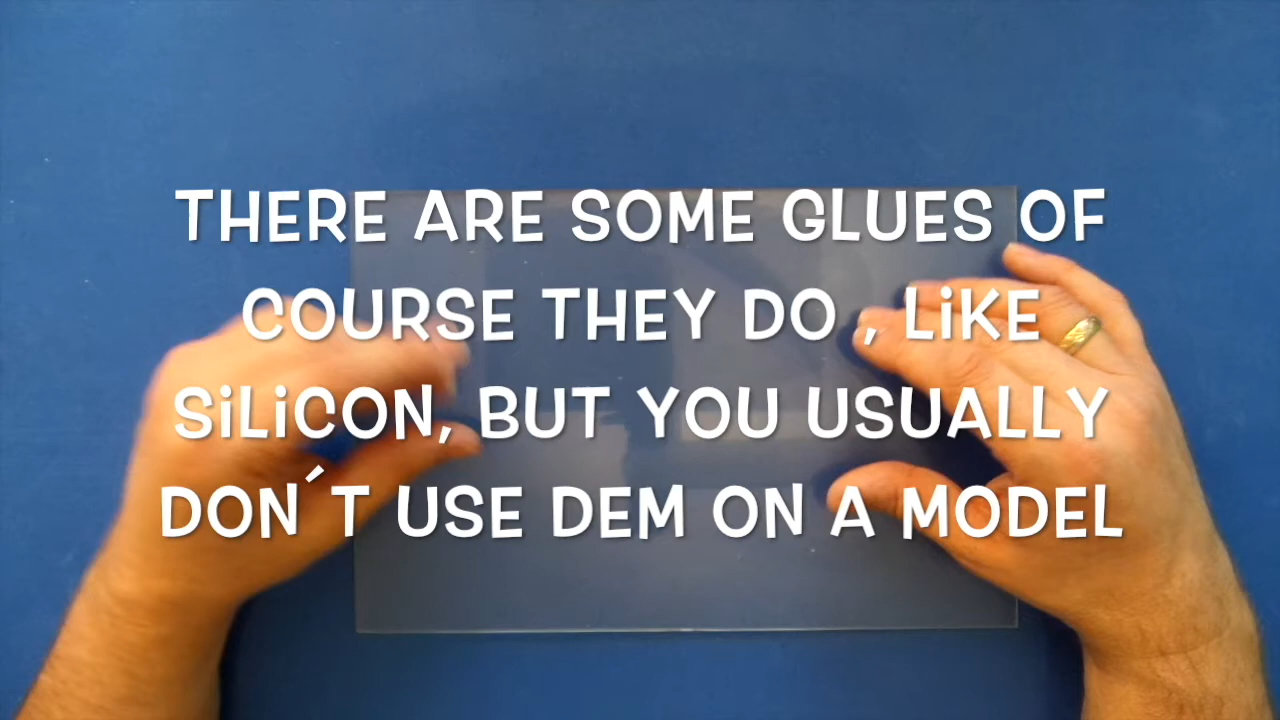 THERE ARE SOME GLUES OF
COURSE THEY DO , LiKE
SiLiCON, BUT YOU USUALLY
DON´T USE DEM ON A MODEL